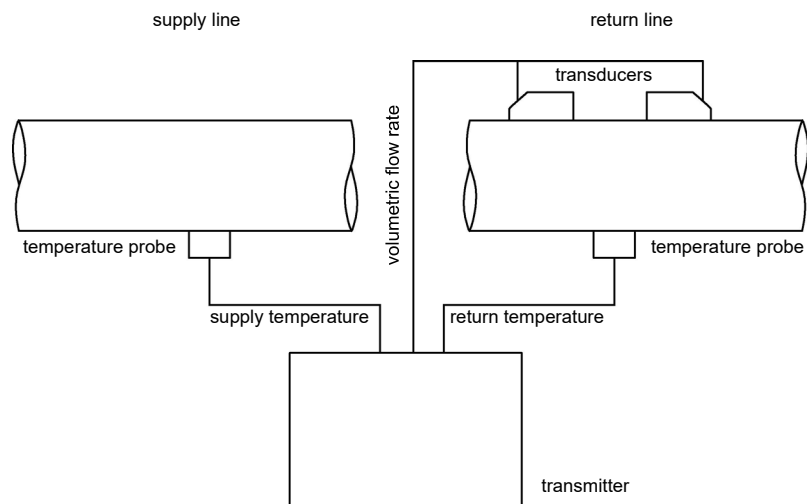 supply line
return line
transducers
volumetric flow rate
temperature probe
temperature probe
supply temperature
return temperature
transmitter